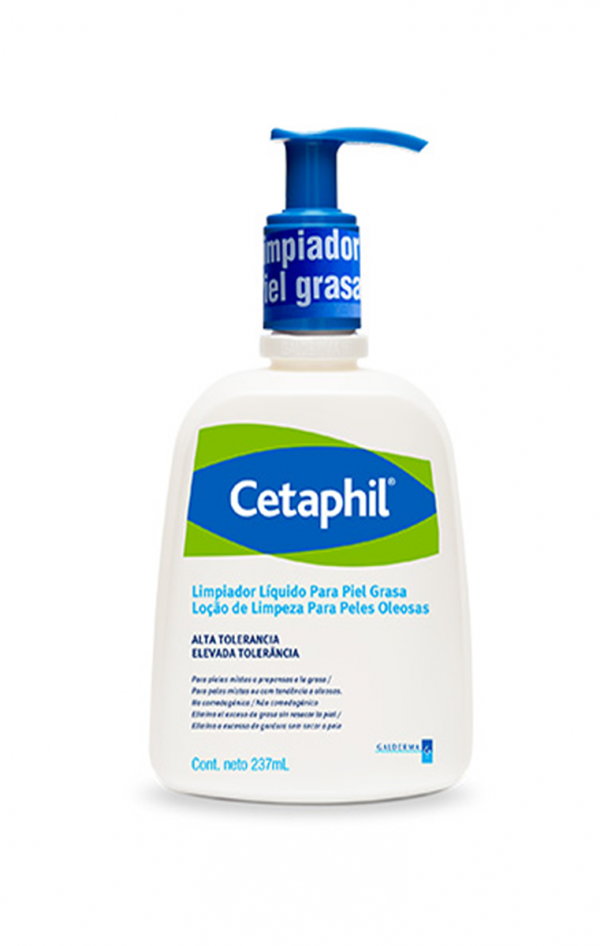 impiador
iel grasa
Cetaphil®
Limpiador Líquido Para Piel Grasa
Loção de Limpeza Para Peles Oleosas
ALTA TOLERANCIA
ELEVADA TOLERÂNCIA
Para pieles mixtas o propensas a la grasa /
Para peles mistas ou com tendência a oleosas.
No comedogénico / Não comedogênico
Elimina el exceso de grasa sin resecar la piel /
Elimina o excesso de gordura sem secar a pele
GALDERMA
Cont. neto 237mL